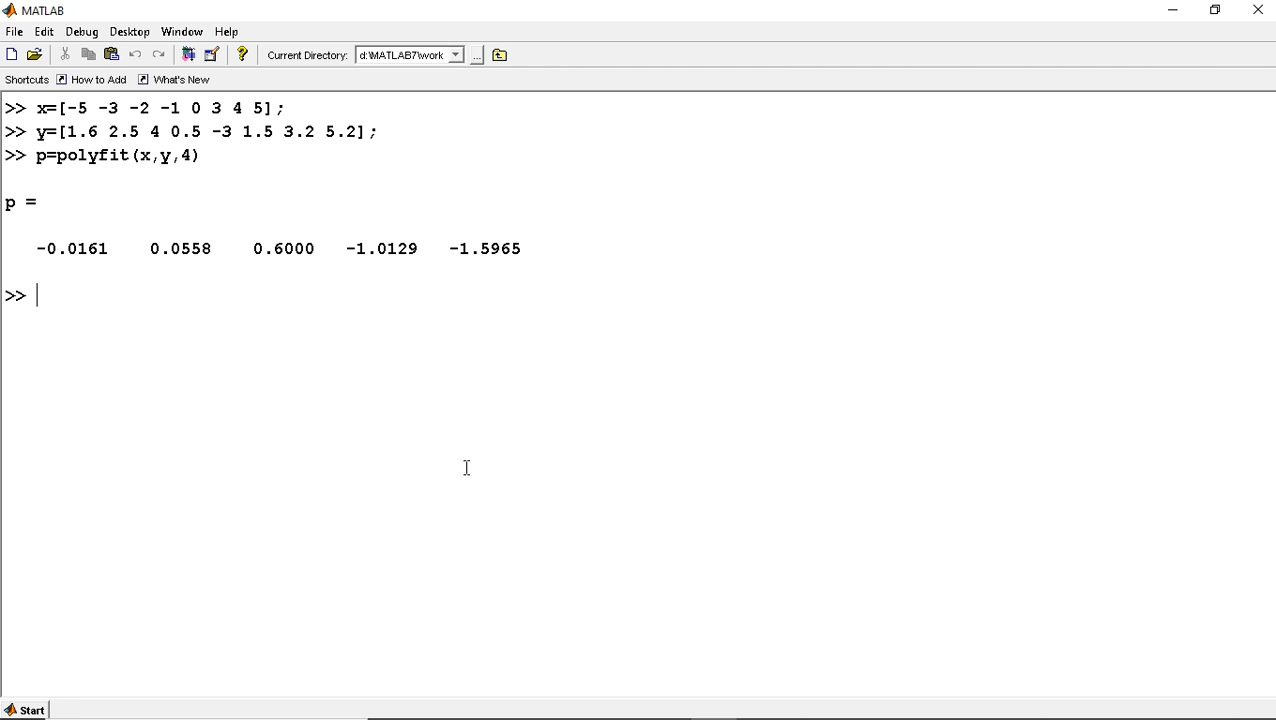 MATLAB
File Edit Debug Desktop Window Help
Current Directory: d:\MATLAB7\work ...
Shortcuts How to Add What's New
>> x=[-5 -3 -2 -1 0 3 4 5];
>> y=[1.6 2.5 4 0.5 -3 1.5 3.2 5.2];
>> p=polyfit(x,y,4)
p =
-0.0161 0.0558 0.6000 -1.0129 -1.5965
>>
Start